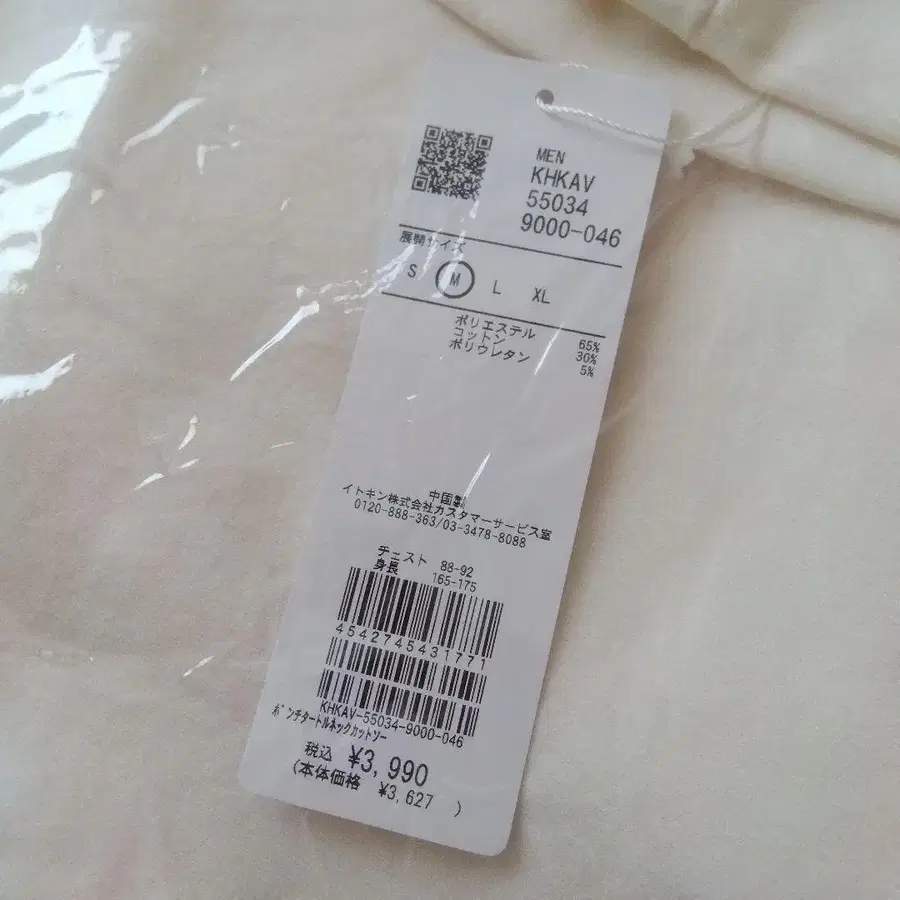 MEN
KHKAV
55034
9000-046
展開サイズ
S M L XL
ポリエステル 65%
コットン 30%
ポリウレタン 5%
中国製
イトキン株式会社カスタマーサービス室
0120-888-363/03-3478-8088
チェスト 88-92
身長 165-175
4542745431771
KHKAV-55034-9000-046
ポンチタートルネックカットソー
税込 ¥3,990
(本体価格 ¥3,627 )